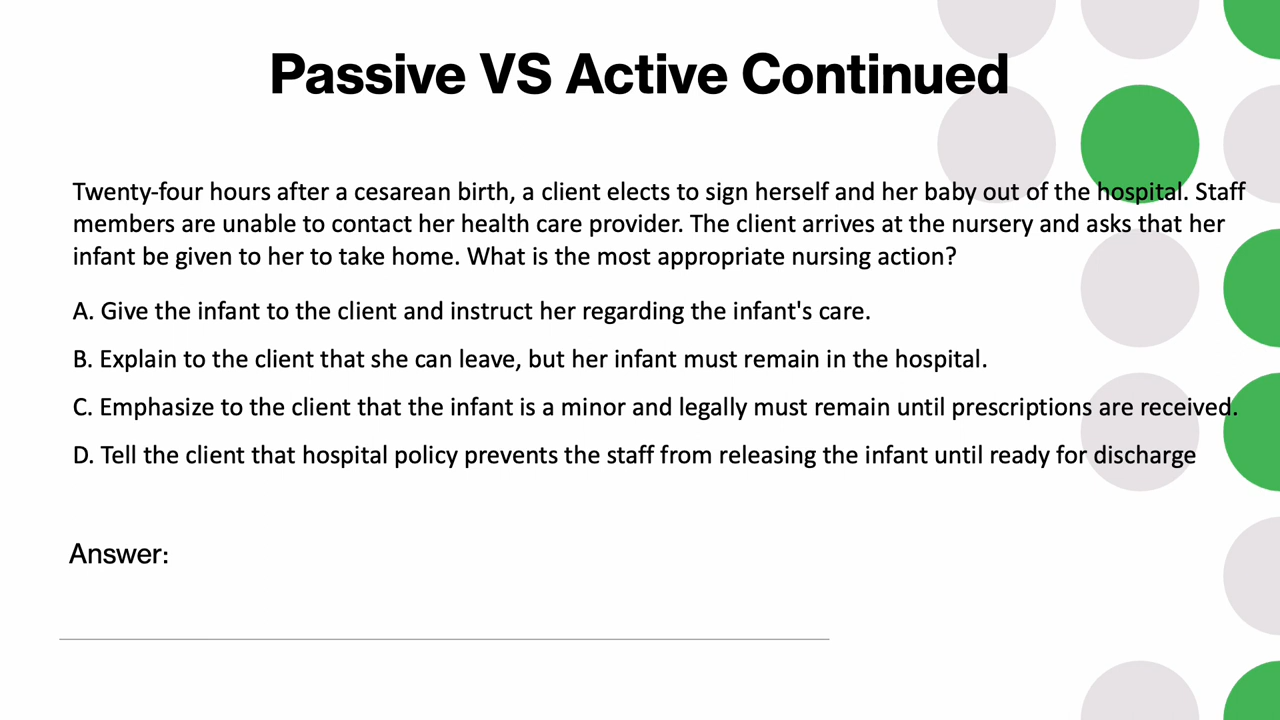 Passive VS Active Continued
Twenty-four hours after a cesarean birth, a client elects to sign herself and her baby out of the hospital. Staff
members are unable to contact her health care provider. The client arrives at the nursery and asks that her
infant be given to her to take home. What is the most appropriate nursing action?
A. Give the infant to the client and instruct her regarding the infant's care.
B. Explain to the client that she can leave, but her infant must remain in the hospital.
C. Emphasize to the client that the infant is a minor and legally must remain until prescriptions are received.
D. Tell the client that hospital policy prevents the staff from releasing the infant until ready for discharge
Answer: